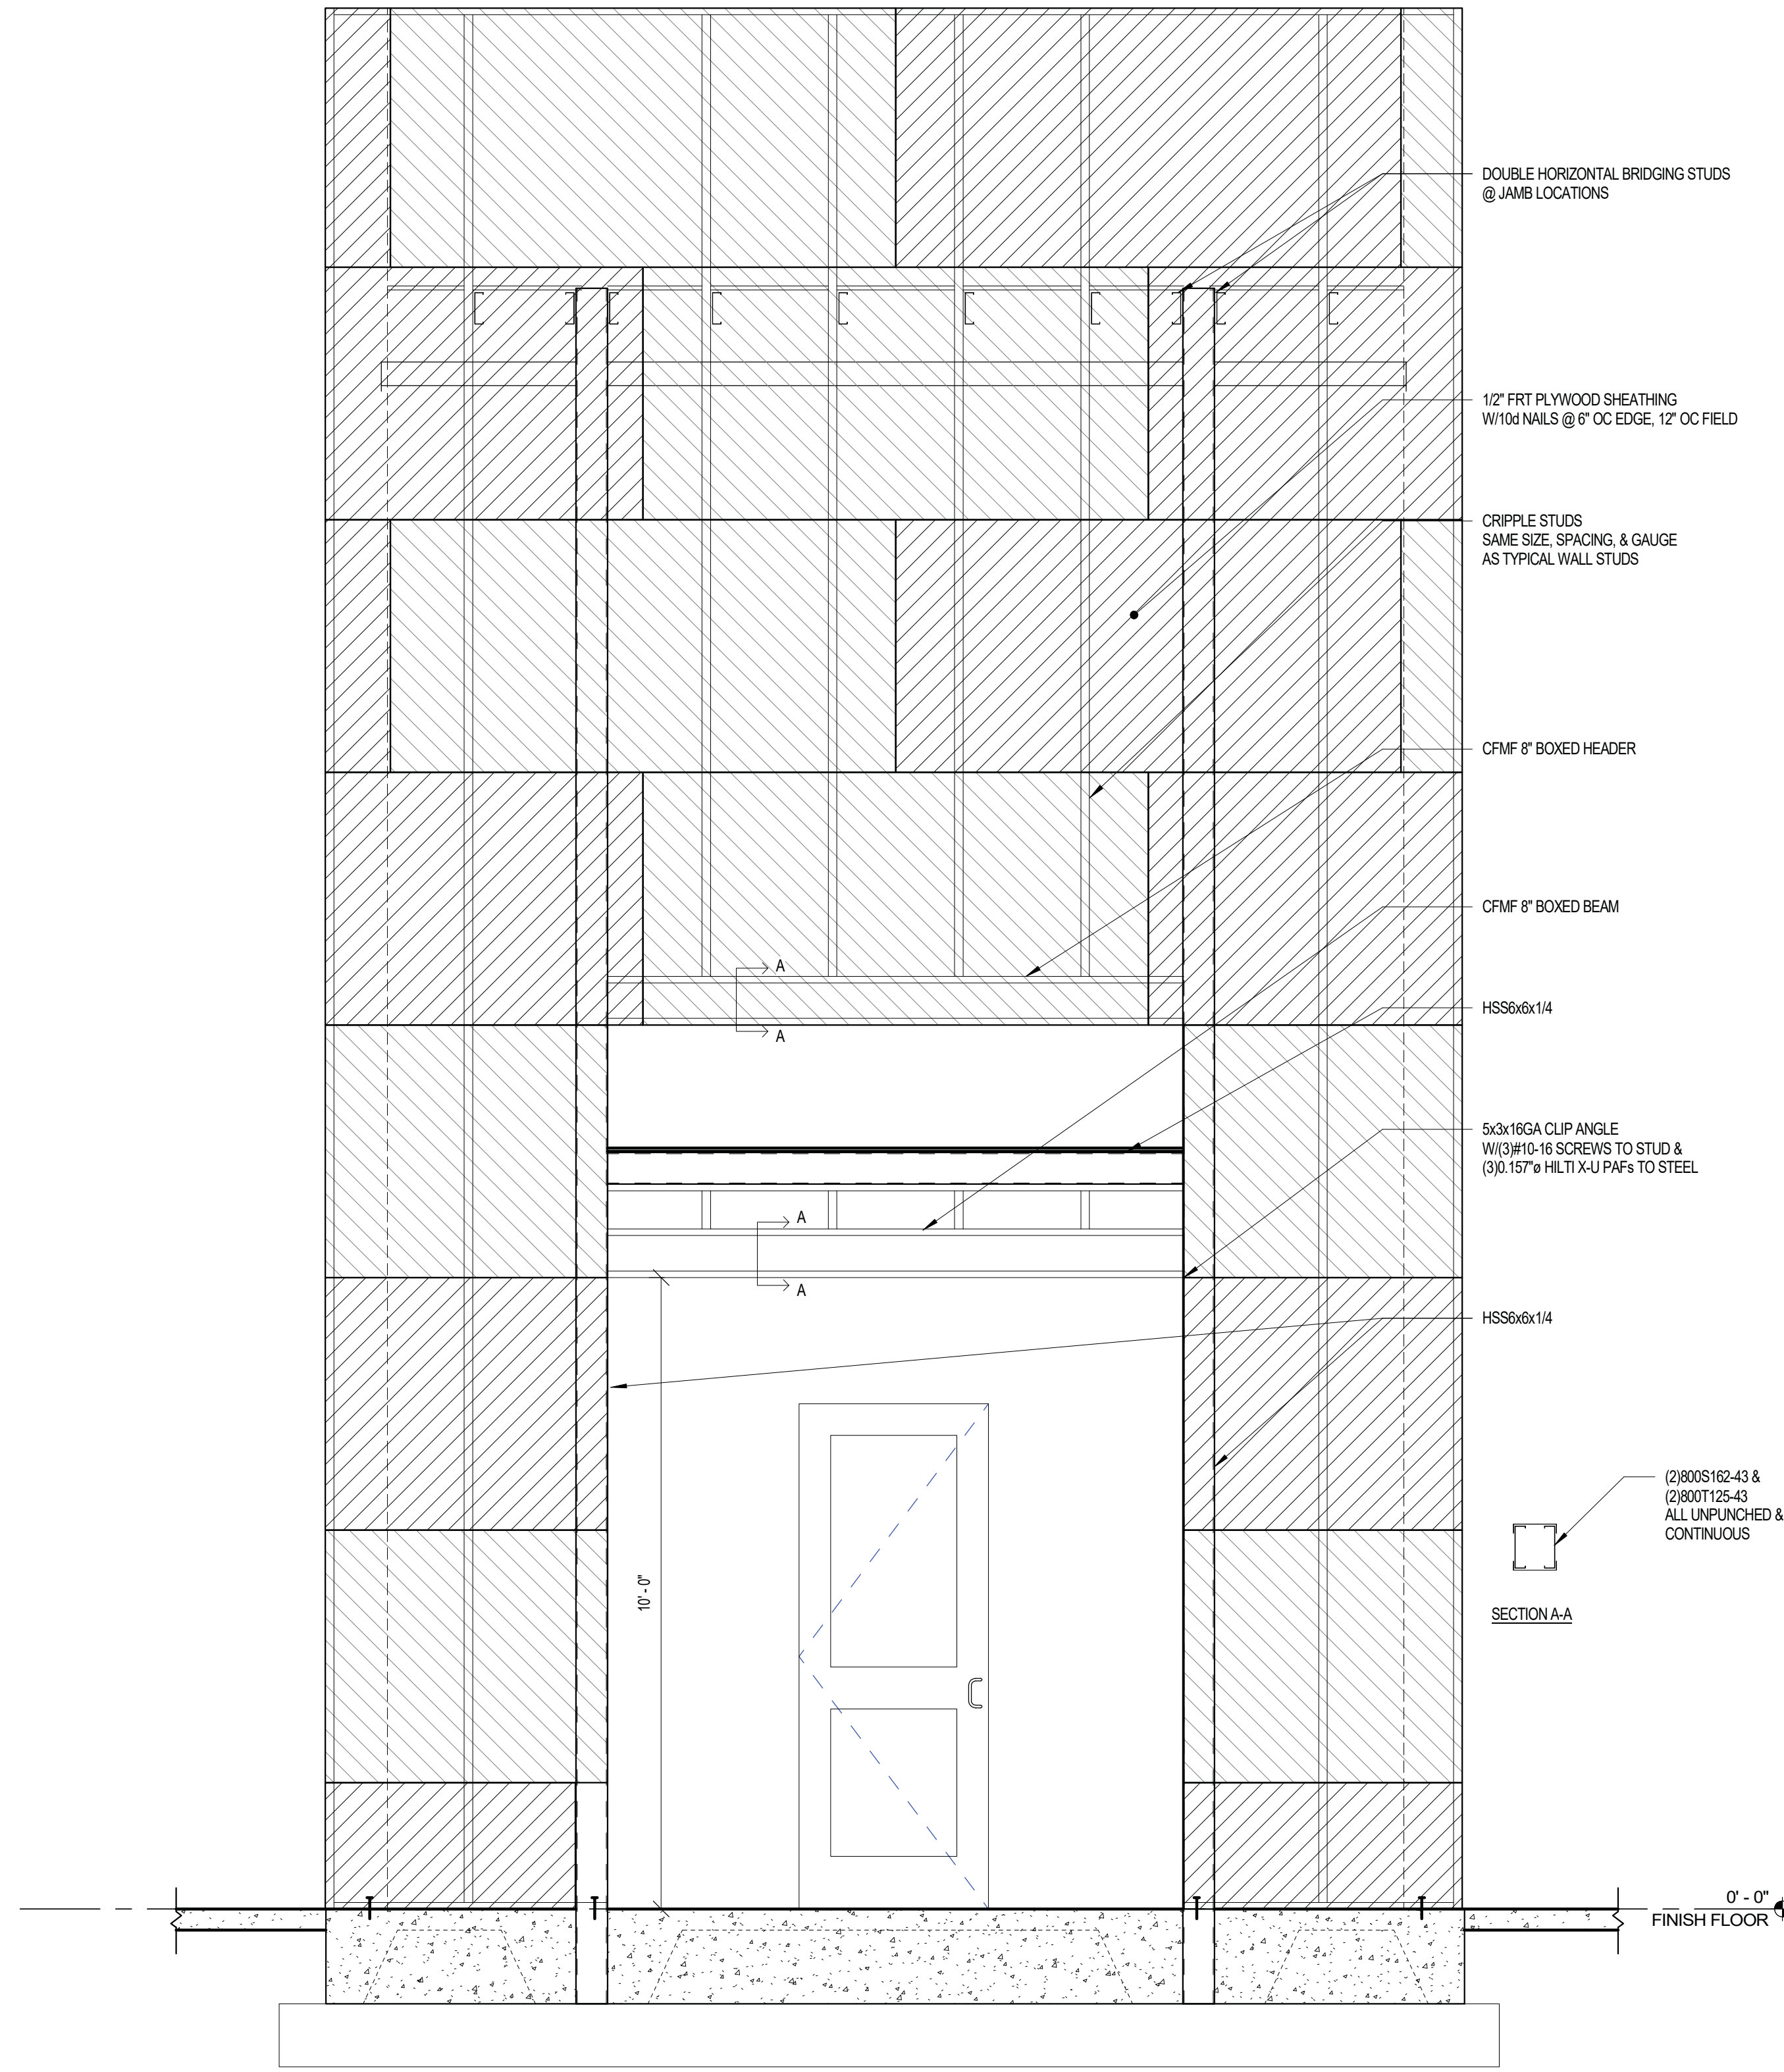 DOUBLE HORIZONTAL BRIDGING STUDS
@ JAMB LOCATIONS
1/2" FRT PLYWOOD SHEATHING
W/10d NAILS @ 6" OC EDGE, 12" OC FIELD
CRIPPLE STUDS
SAME SIZE, SPACING, & GAUGE
AS TYPICAL WALL STUDS
CFMF 8" BOXED HEADER
CFMF 8" BOXED BEAM
A
A
HSS6x6x1/4
5x3x16GA CLIP ANGLE
W/(3)#10-16 SCREWS TO STUD &
(3)0.157"ø HILTI X-U PAFs TO STEEL
A
A
HSS6x6x1/4
(2)800S162-43 &
(2)800T125-43
ALL UNPUNCHED &
CONTINUOUS
10' - 0"
SECTION A-A
0' - 0"
FINISH FLOOR